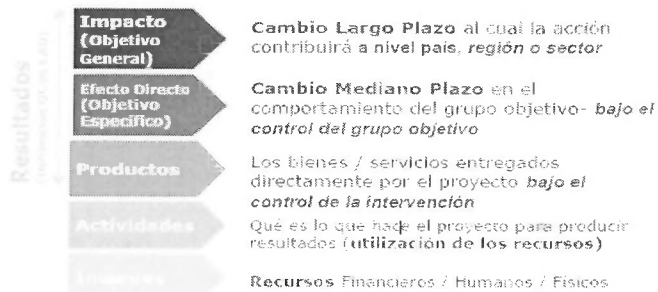 Impacto
(Objetivo
General)
Cambio Largo Plazo al cual la acción
contribuirá a nivel país, región o sector
Efecto Directo
(Objetivo
Específico)
Cambio Mediano Plazo en el
comportamiento del grupo objetivo- bajo el
control del grupo objetivo
Productos
Los bienes / servicios entregados
directamente por el proyecto bajo el
control de la intervención
Actividades
Qué es lo que hace el proyecto para producir
resultados (utilización de los recursos)
Insumos
Recursos Financieros / Humanos / Físicos
Resultados